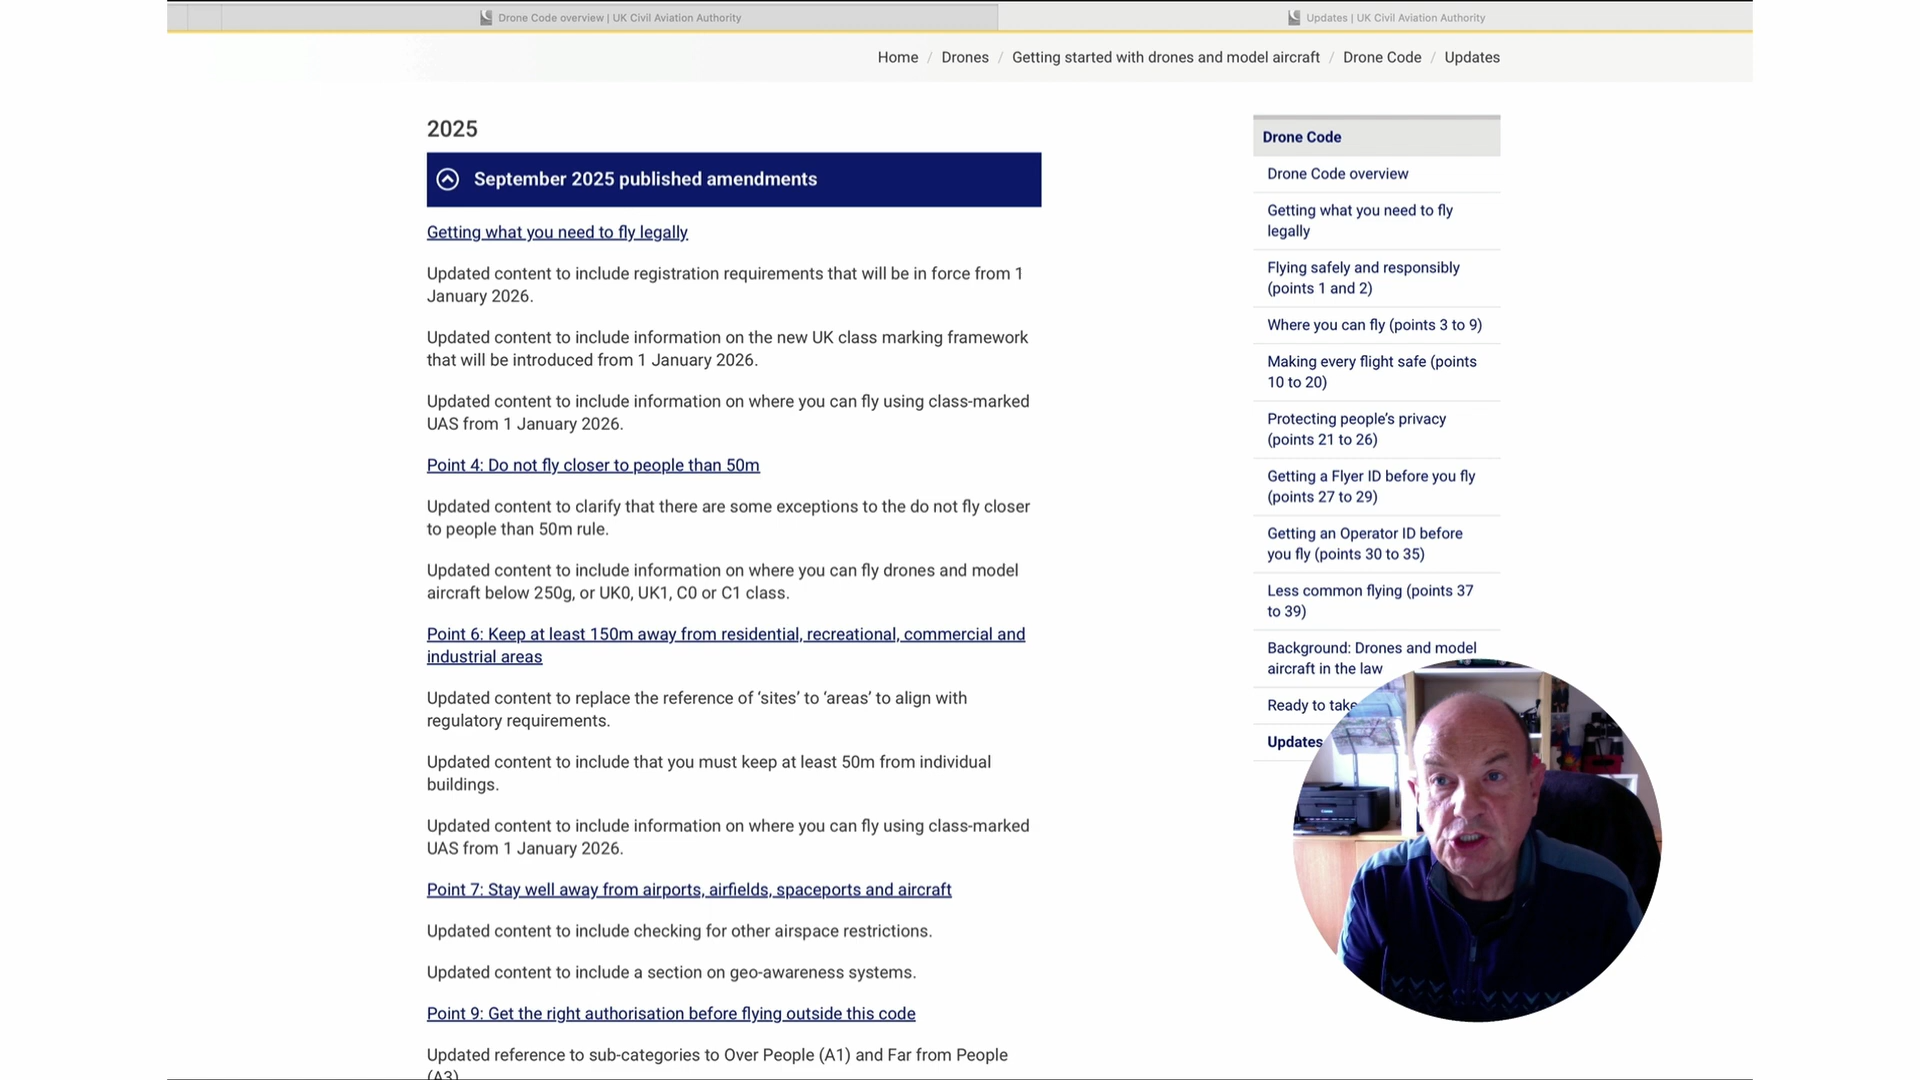 Drone Code overview | UK Civil Aviation Authority
Updates | UK Civil Aviation Authority
Home / Drones / Getting started with drones and model aircraft / Drone Code / Updates
2025
September 2025 published amendments
Getting what you need to fly legally
Updated content to include registration requirements that will be in force from 1
January 2026.
Updated content to include information on the new UK class marking framework
that will be introduced from 1 January 2026.
Updated content to include information on where you can fly using class-marked
UAS from 1 January 2026.
Point 4: Do not fly closer to people than 50m
Updated content to clarify that there are some exceptions to the do not fly closer
to people than 50m rule.
Updated content to include information on where you can fly drones and model
aircraft below 250g, or UK0, UK1, C0 or C1 class.
Point 6: Keep at least 150m away from residential, recreational, commercial and
industrial areas
Updated content to replace the reference of ‘sites’ to ‘areas’ to align with
regulatory requirements.
Updated content to include that you must keep at least 50m from individual
buildings.
Updated content to include information on where you can fly using class-marked
UAS from 1 January 2026.
Point 7: Stay well away from airports, airfields, spaceports and aircraft
Updated content to include checking for other airspace restrictions.
Updated content to include a section on geo-awareness systems.
Point 9: Get the right authorisation before flying outside this code
Updated reference to sub-categories to Over People (A1) and Far from People
(A3)
Drone Code
Drone Code overview
Getting what you need to fly
legally
Flying safely and responsibly
(points 1 and 2)
Where you can fly (points 3 to 9)
Making every flight safe (points
10 to 20)
Protecting people’s privacy
(points 21 to 26)
Getting a Flyer ID before you fly
(points 27 to 29)
Getting an Operator ID before
you fly (points 30 to 35)
Less common flying (points 37
to 39)
Background: Drones and model
aircraft in the law
Ready to take
Updates